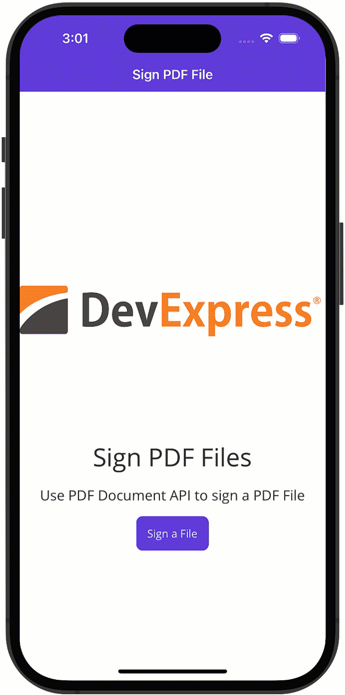 3:01
Sign PDF File
DevExpress®
Sign PDF Files
Use PDF Document API to sign a PDF File
Sign a File